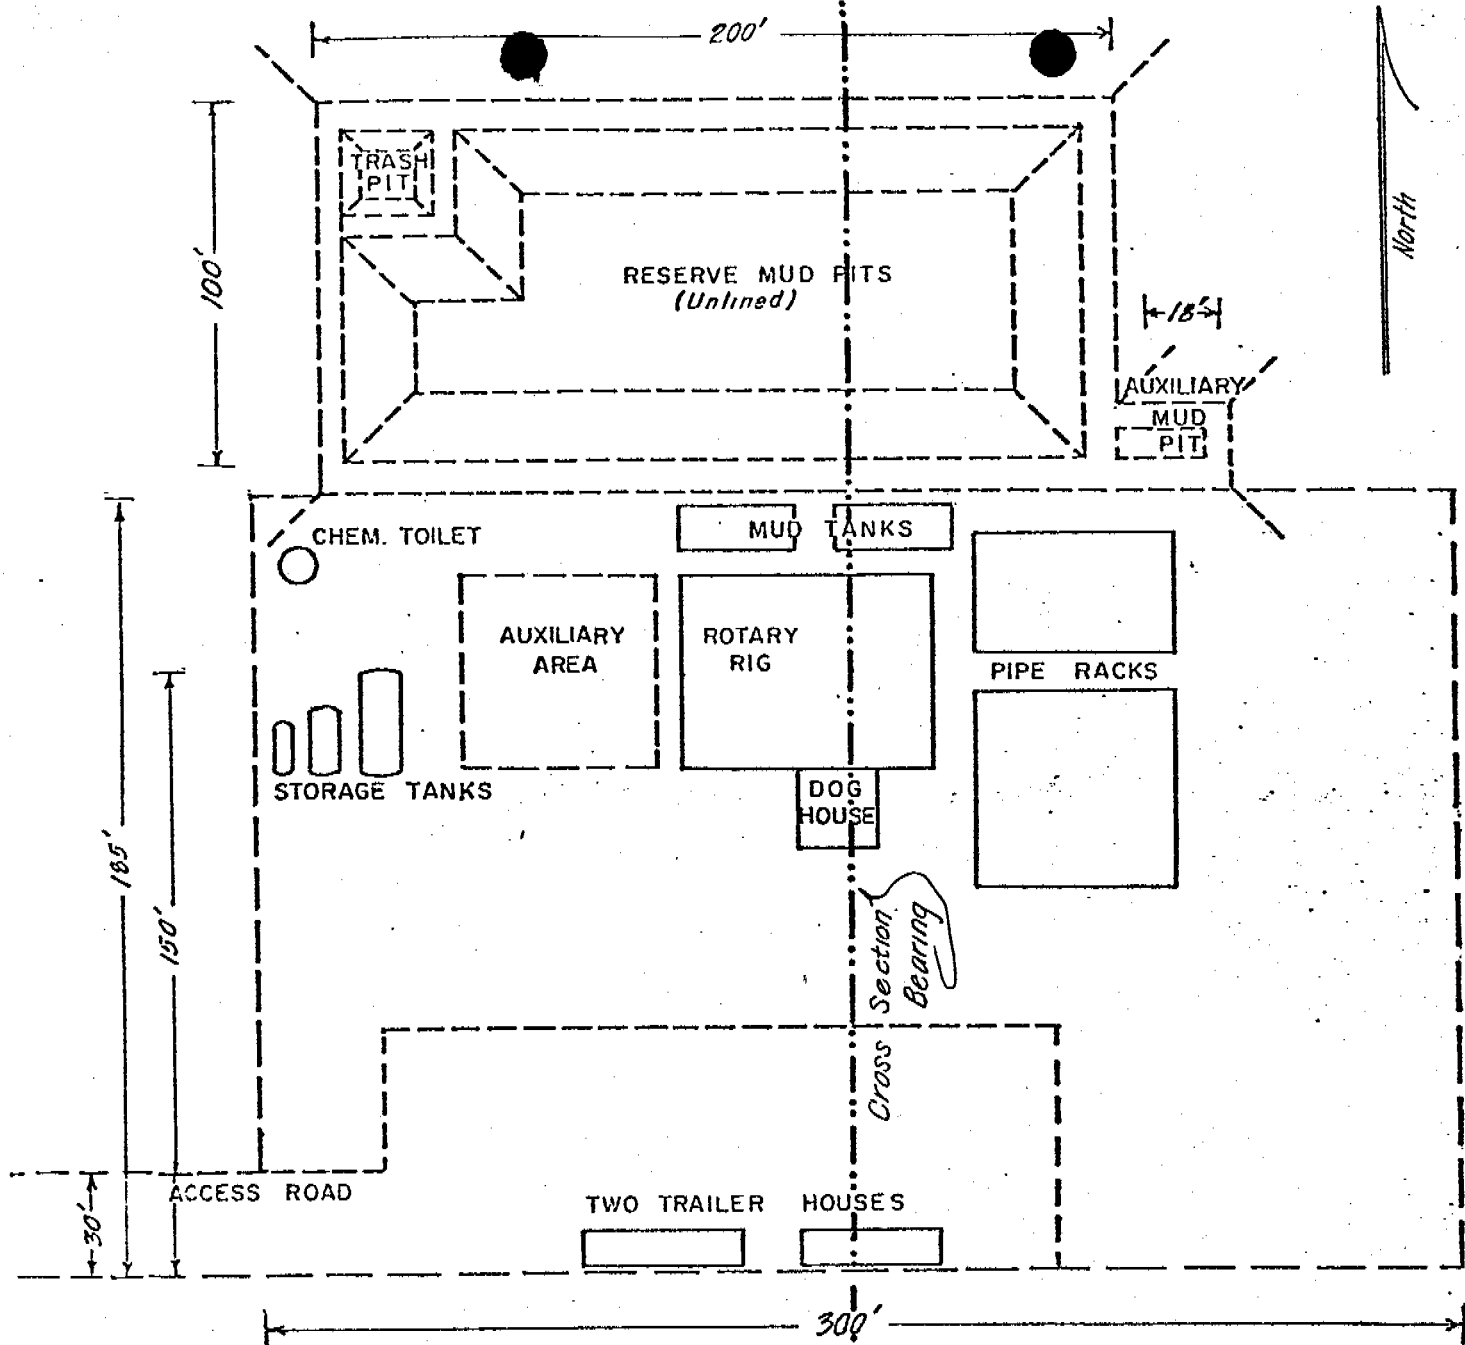 200'
TRASH
PIT
North
100'
RESERVE MUD PITS
(Unlined)
18'
AUXILIARY
MUD
PIT
CHEM. TOILET
MUD TANKS
AUXILIARY
AREA
ROTARY
RIG
PIPE RACKS
STORAGE TANKS
DOG
HOUSE
185'
150'
Cross Section
Bearing
ACCESS ROAD
30'
TWO TRAILER HOUSES
300'